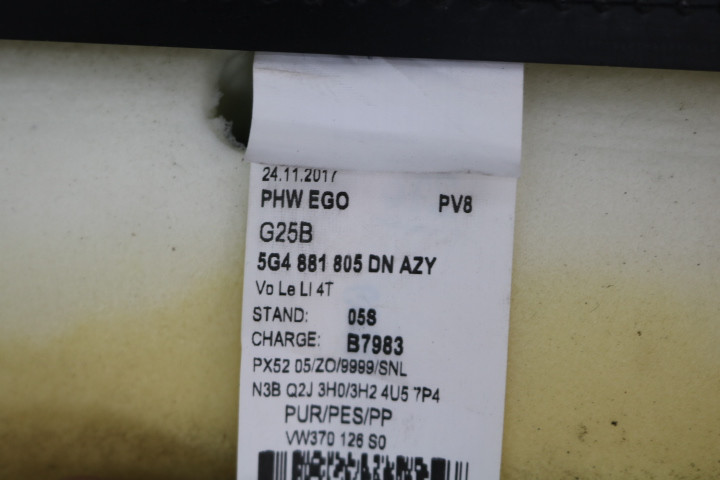 24.11.2017
PHW EGO PV8
G25B
5G4 881 805 DN AZY
Vo Le LI 4T
STAND: 05S
CHARGE: B7983
PX52 05/ZO/9999/SNL
N3B Q2J 3H0/3H2 4U5 7P4
PUR/PES/PP
VW370 126 S0